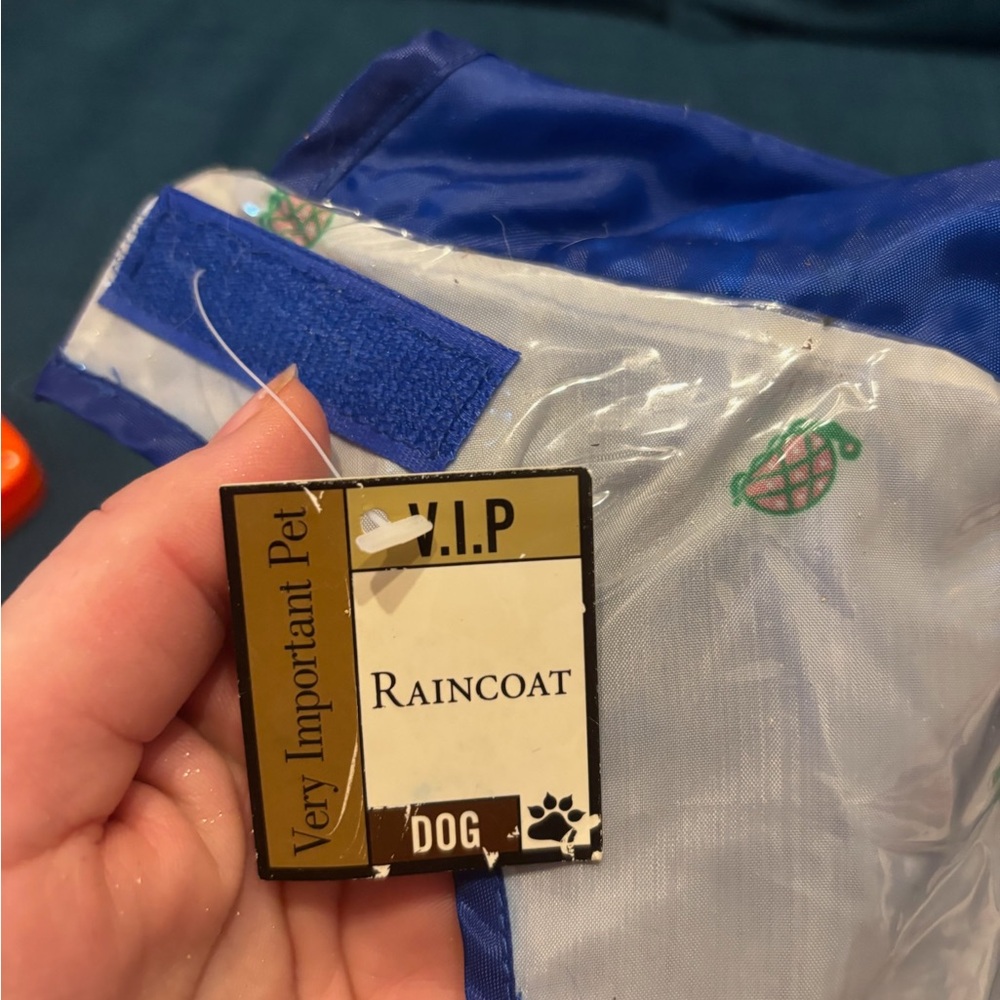 Very Important Pet
V.I.P
RAINCOAT
DOG